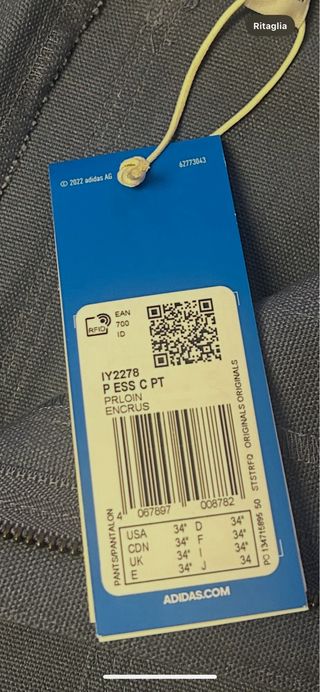 Ritaglia
© 2022 adidas AG
62773043
RFID
EAN
700
ID
IY2278
P ESS C PT
PRLOIN
ENCRUS
4 067897 008782
PANTS/PANTALON
USA 34" D 34"
CDN 34" F 34"
UK 34" I 34"
E 34" J 34
PO 134715895 50 STSTRFQ ORIGINALS ORIGINALS
ADIDAS.COM